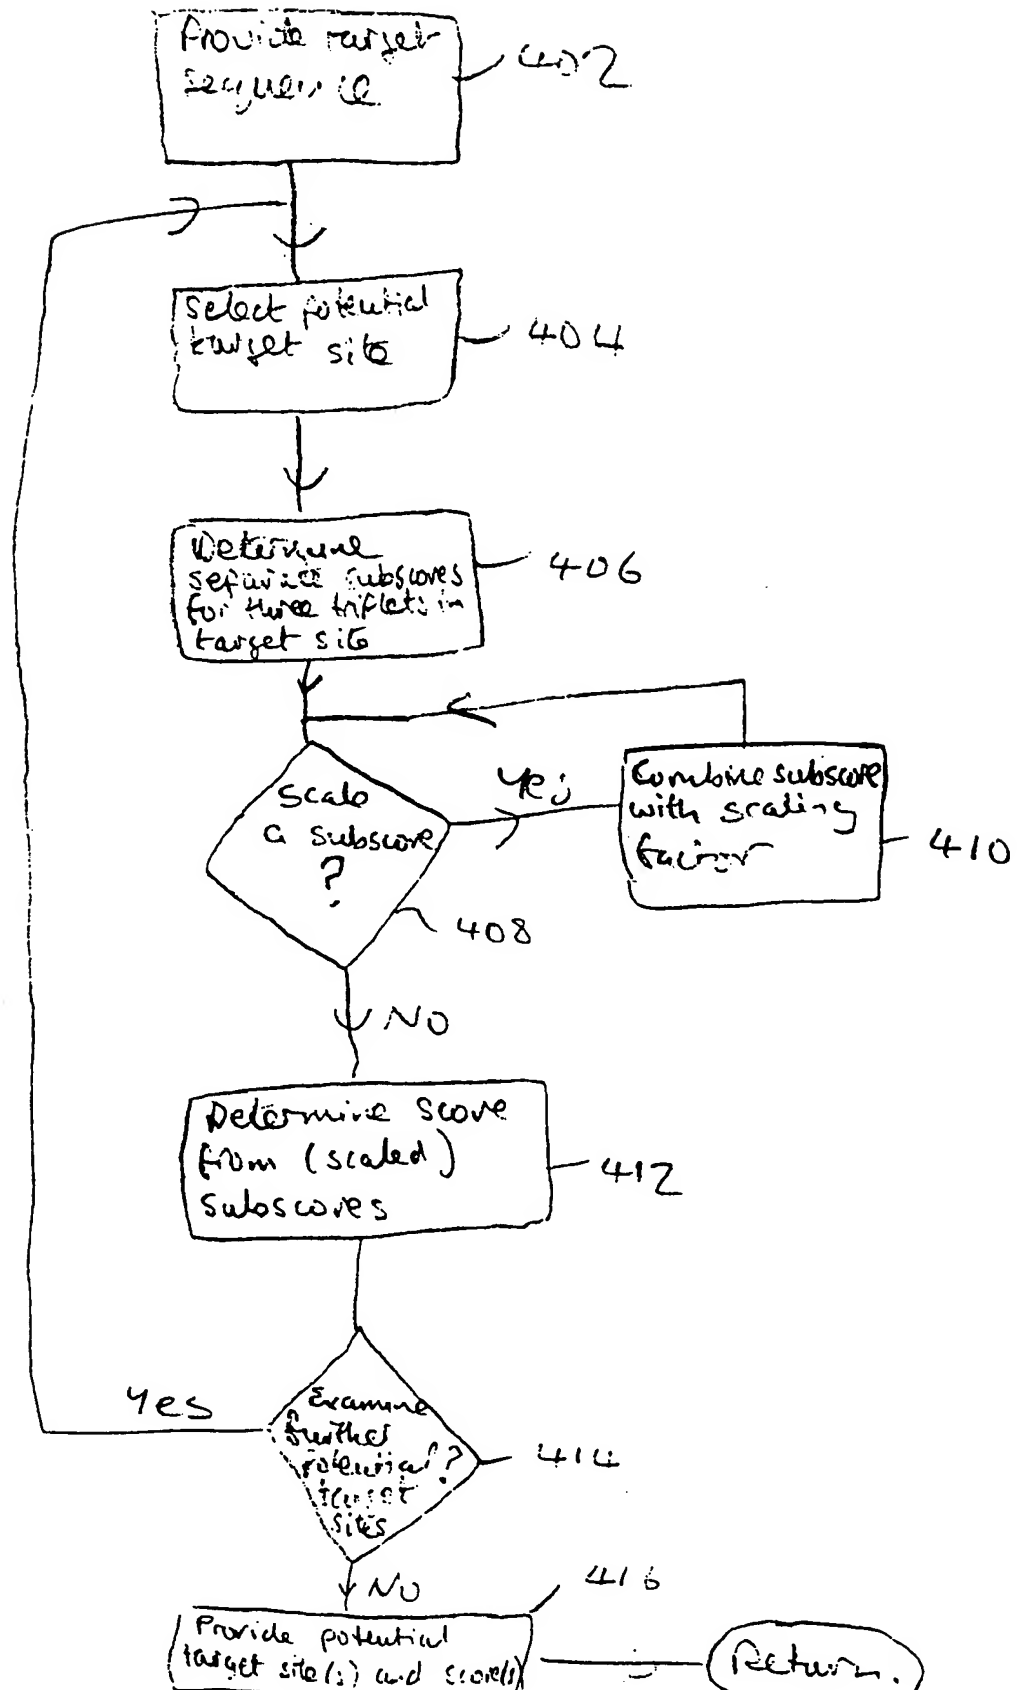 Provide target
sequence
402
Select potential
target site
404
Determine
separate subscores
for three triplets in
target site
406
Scale
a subscore
?
408
Yes
Combine subscore
with scaling
factor
410
NO
Determine score
from (scaled)
subscores
412
Examine
further
potential ?
target
sites
414
Yes
NO
416
Provide potential
target site(s) and score(s)
Return.